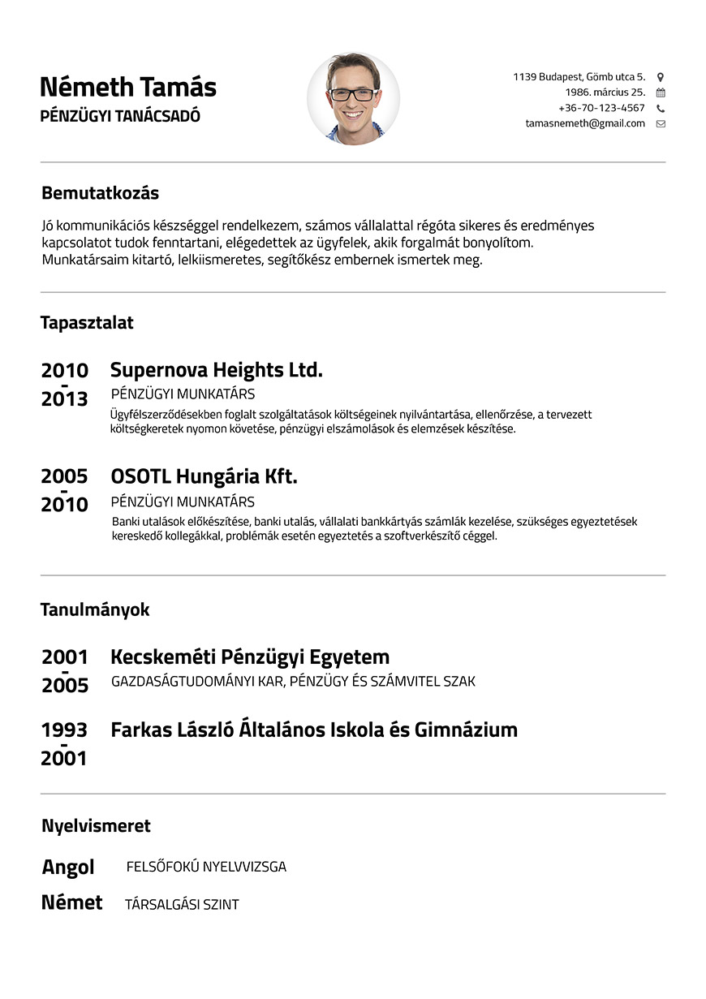 Németh Tamás
PÉNZÜGYI TANÁCSADÓ
1139 Budapest, Gömb utca 5.
1986. március 25.
+36-70-123-4567
tamasnemeth@gmail.com
Bemutatkozás
Jó kommunikációs készséggel rendelkezem, számos vállalattal régóta sikeres és eredményes
kapcsolatot tudok fenntartani, elégedettek az ügyfelek, akik forgalmát bonyolítom.
Munkatársaim kitartó, lelkiismeretes, segítőkész embernek ismertek meg.
Tapasztalat
2010
-
2013
Supernova Heights Ltd.
PÉNZÜGYI MUNKATÁRS
Ügyfélszerződésekben foglalt szolgáltatások költségeinek nyilvántartása, ellenőrzése, a tervezett
költségkeretek nyomon követése, pénzügyi elszámolások és elemzések készítése.
2005
-
2010
OSOTL Hungária Kft.
PÉNZÜGYI MUNKATÁRS
Banki utalások előkészítése, banki utalás, vállalati bankkártyás számlák kezelése, szükséges egyeztetések
kereskedő kollegákkal, problémák esetén egyeztetés a szoftverkészítő céggel.
Tanulmányok
2001
-
2005
Kecskeméti Pénzügyi Egyetem
GAZDASÁGTUDOMÁNYI KAR, PÉNZÜGY ÉS SZÁMVITEL SZAK
1993
-
2001
Farkas László Általános Iskola és Gimnázium
Nyelvismeret
Angol FELSŐFOKÚ NYELVVIZSGA
Német TÁRSALGÁSI SZINT